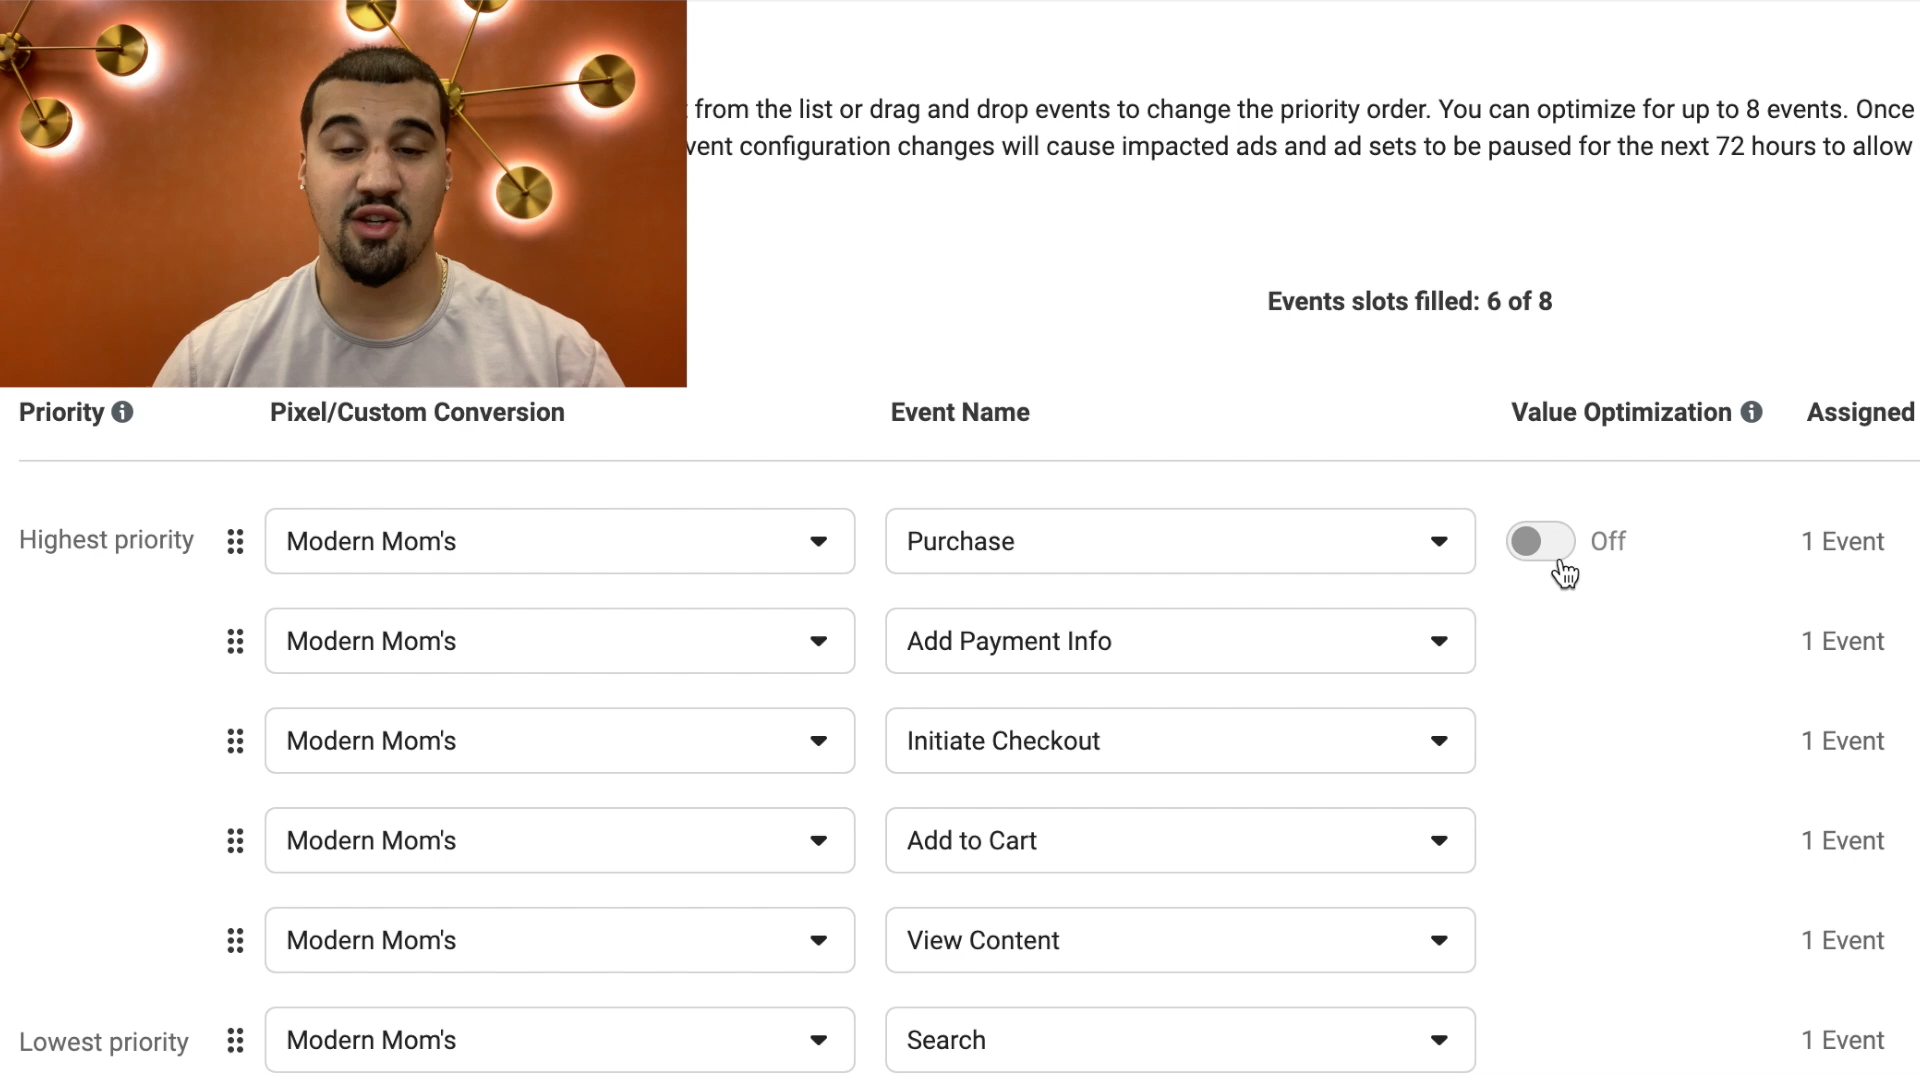 from the list or drag and drop events to change the priority order. You can optimize for up to 8 events. Once
vent configuration changes will cause impacted ads and ad sets to be paused for the next 72 hours to allow
Events slots filled: 6 of 8
Priority Pixel/Custom Conversion Event Name Value Optimization Assigned
Highest priority Modern Mom's Purchase Off 1 Event
Modern Mom's Add Payment Info 1 Event
Modern Mom's Initiate Checkout 1 Event
Modern Mom's Add to Cart 1 Event
Modern Mom's View Content 1 Event
Lowest priority Modern Mom's Search 1 Event